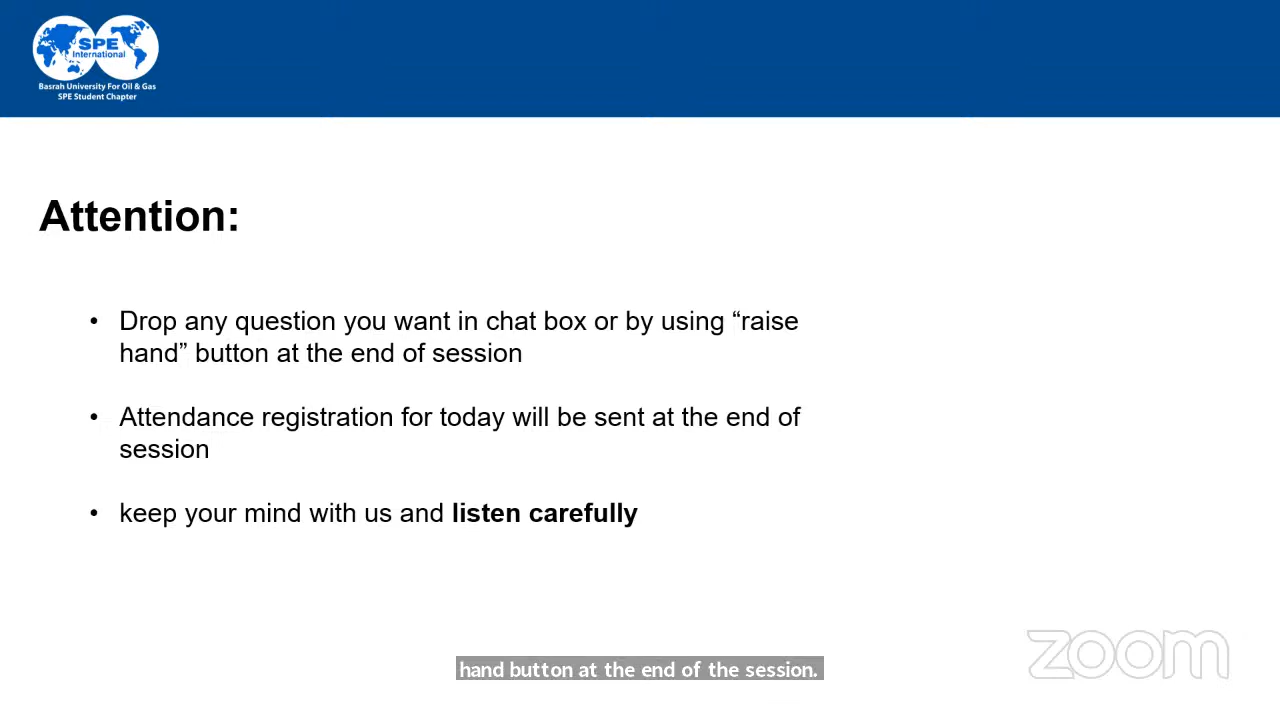 SPE
International
Basrah University For Oil & Gas
SPE Student Chapter
Attention:
• Drop any question you want in chat box or by using “raise
hand” button at the end of session
• Attendance registration for today will be sent at the end of
session
• keep your mind with us and listen carefully
hand button at the end of the session.
zoom